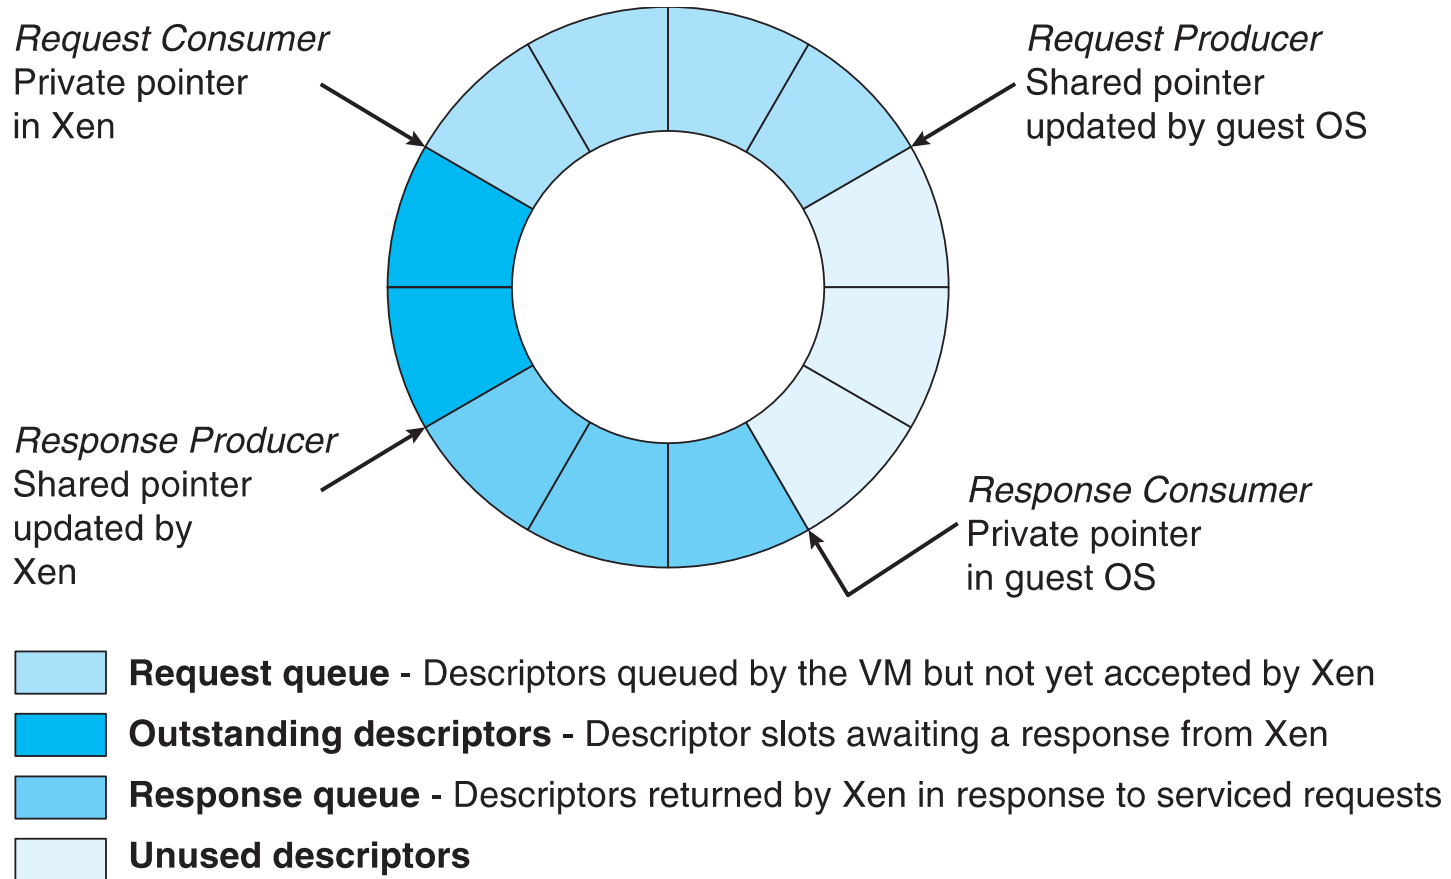 Request Consumer
Private pointer
in Xen
Request Producer
Shared pointer
updated by guest OS
Response Producer
Shared pointer
updated by
Xen
Response Consumer
Private pointer
in guest OS
Request queue - Descriptors queued by the VM but not yet accepted by Xen
Outstanding descriptors - Descriptor slots awaiting a response from Xen
Response queue - Descriptors returned by Xen in response to serviced requests
Unused descriptors